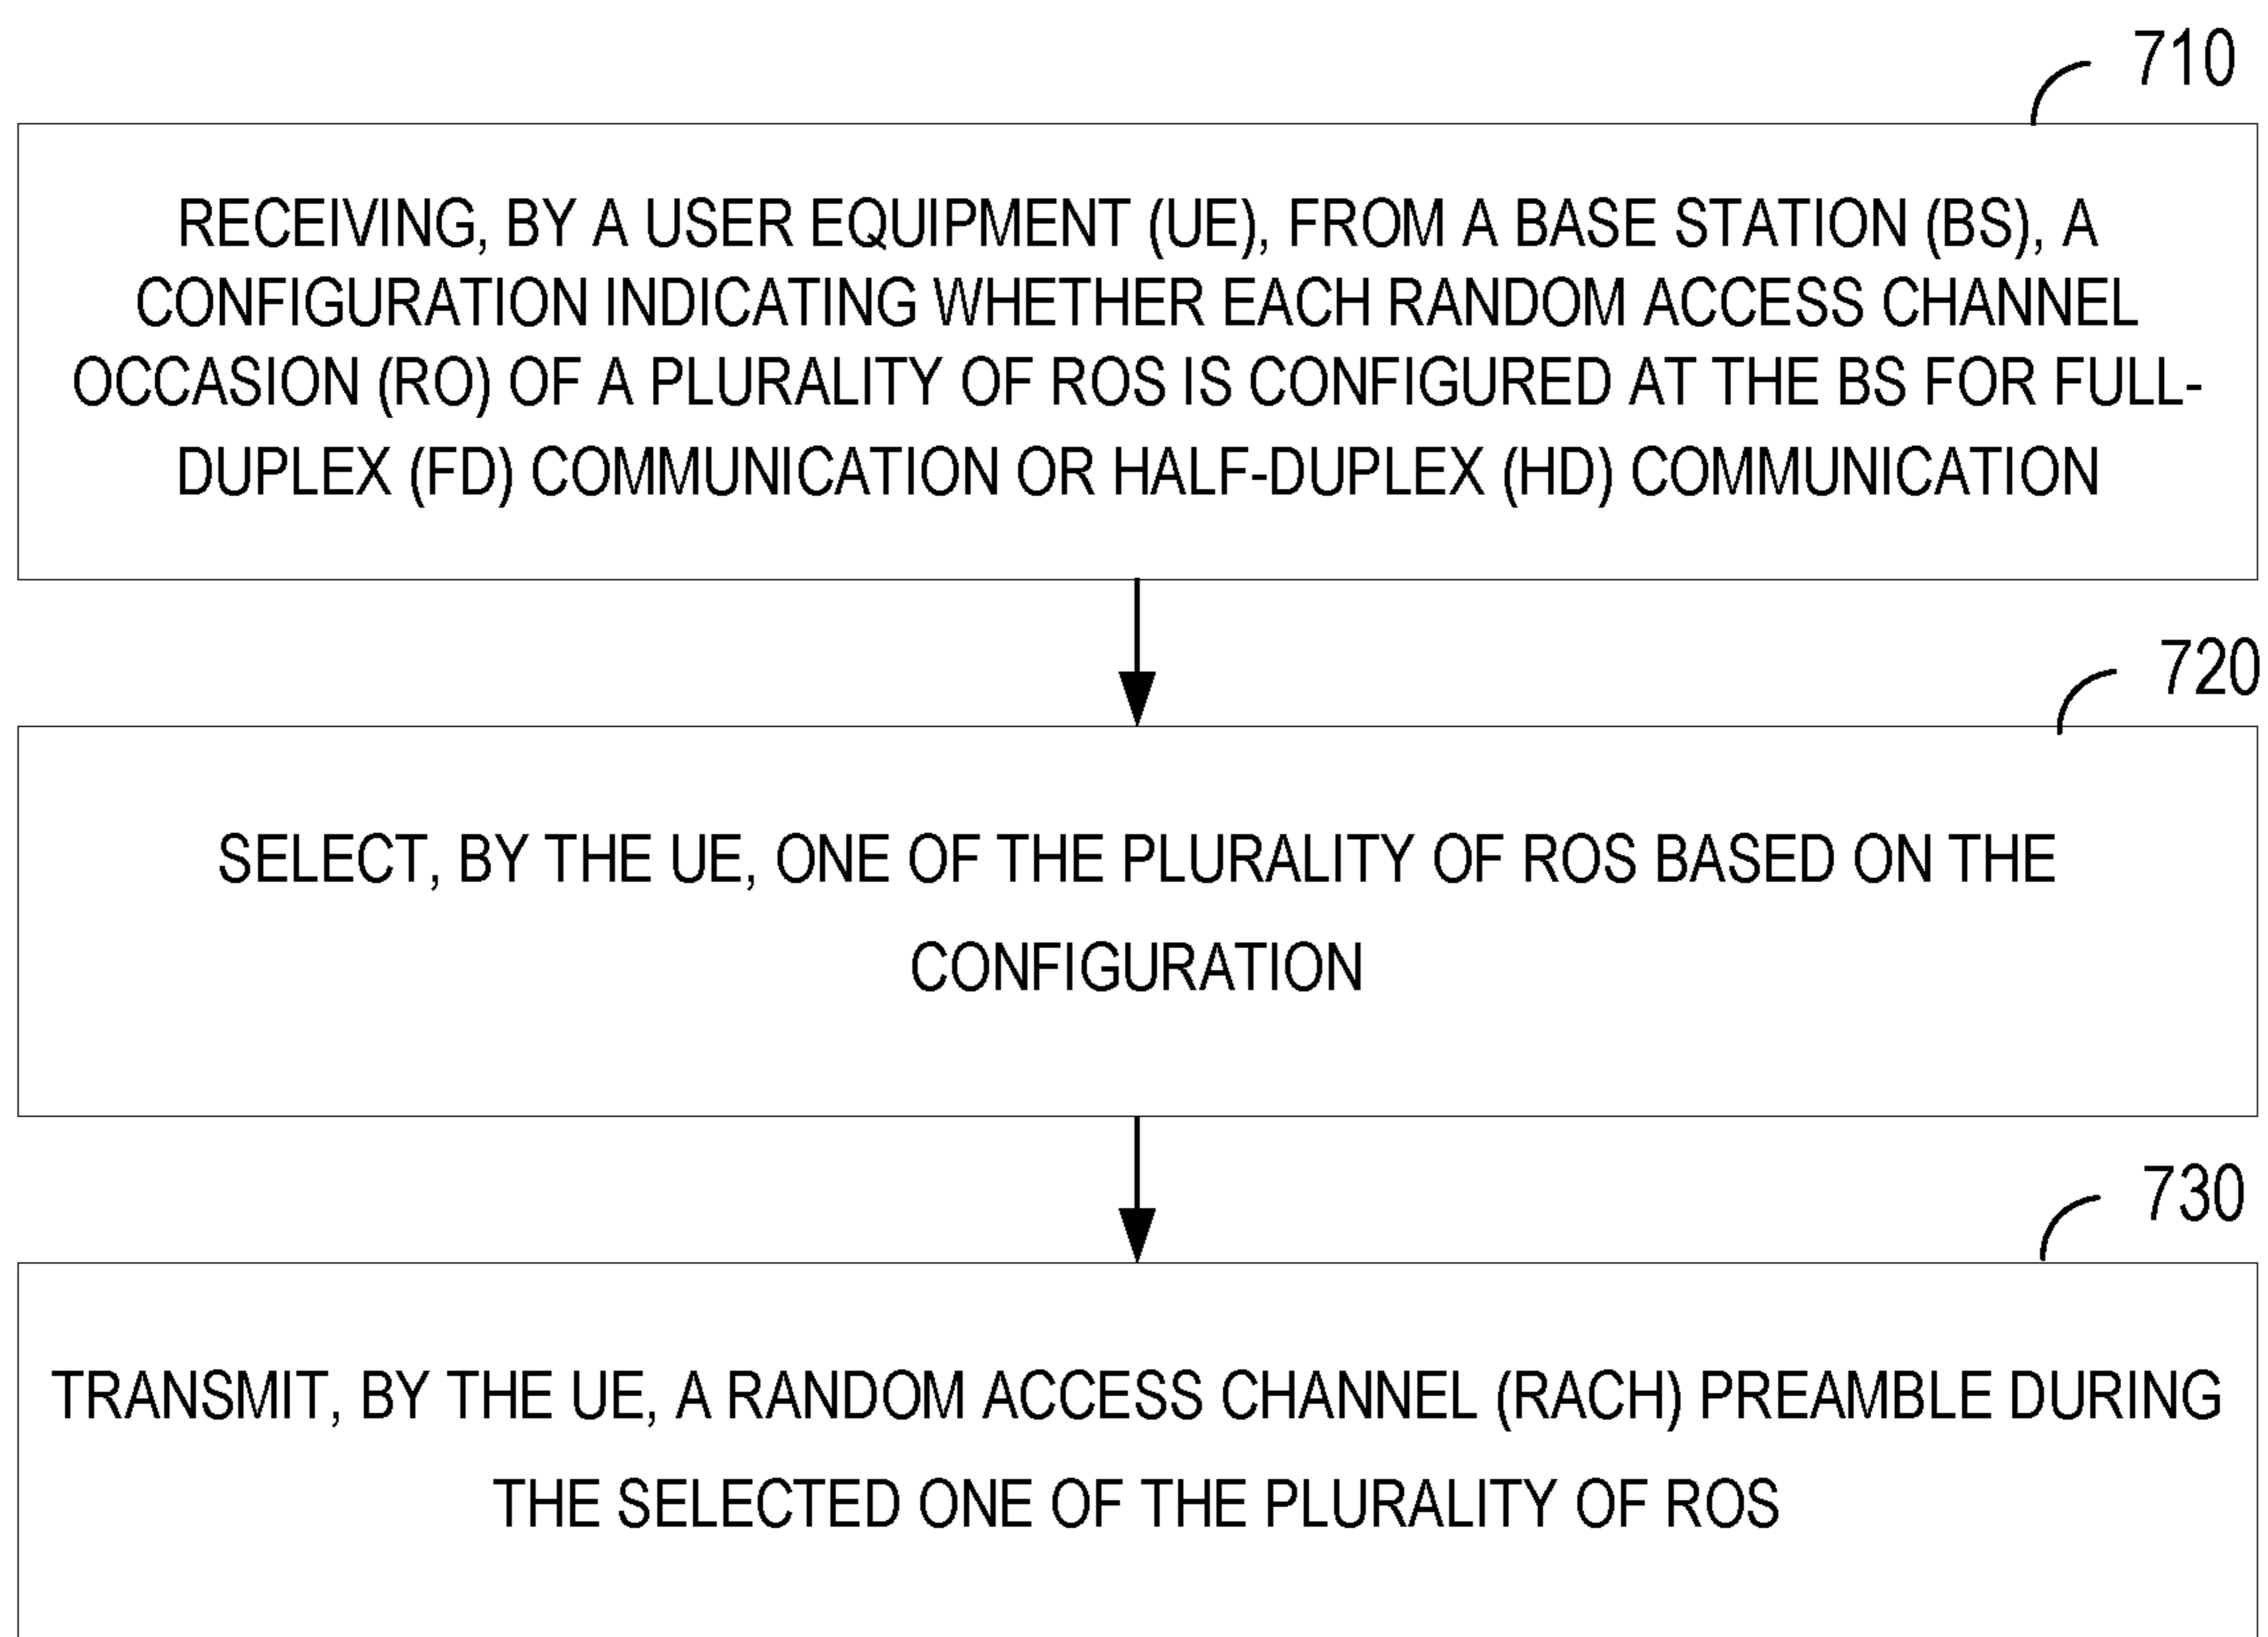 710
RECEIVING, BY A USER EQUIPMENT (UE), FROM A BASE STATION (BS), A
CONFIGURATION INDICATING WHETHER EACH RANDOM ACCESS CHANNEL
OCCASION (RO) OF A PLURALITY OF ROS IS CONFIGURED AT THE BS FOR FULL-
DUPLEX (FD) COMMUNICATION OR HALF-DUPLEX (HD) COMMUNICATION
720
SELECT, BY THE UE, ONE OF THE PLURALITY OF ROS BASED ON THE
CONFIGURATION
730
TRANSMIT, BY THE UE, A RANDOM ACCESS CHANNEL (RACH) PREAMBLE DURING
THE SELECTED ONE OF THE PLURALITY OF ROS